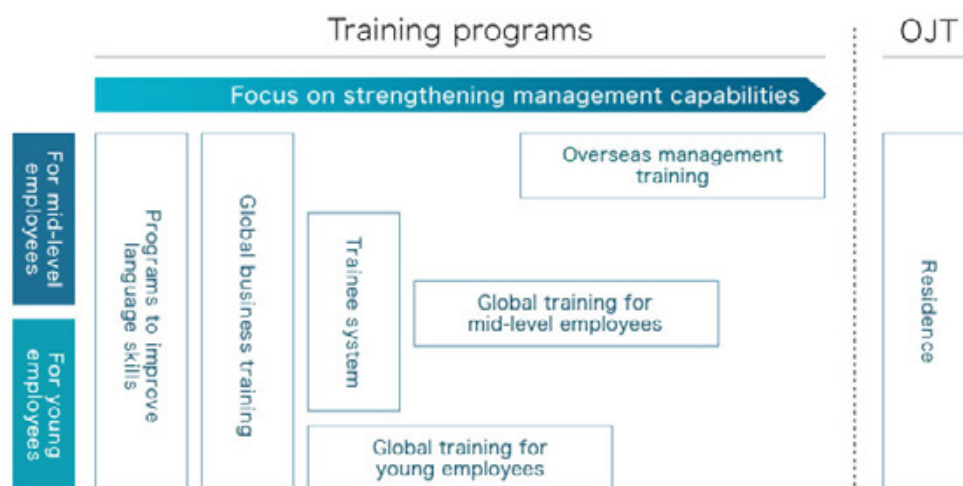 Training programs
OJT
Focus on strengthening management capabilities
For mid-level
employees
For young
employees
Programs to improve
language skills
Global business training
Trainee system
Overseas management
training
Global training for
mid-level employees
Global training for
young employees
Residence